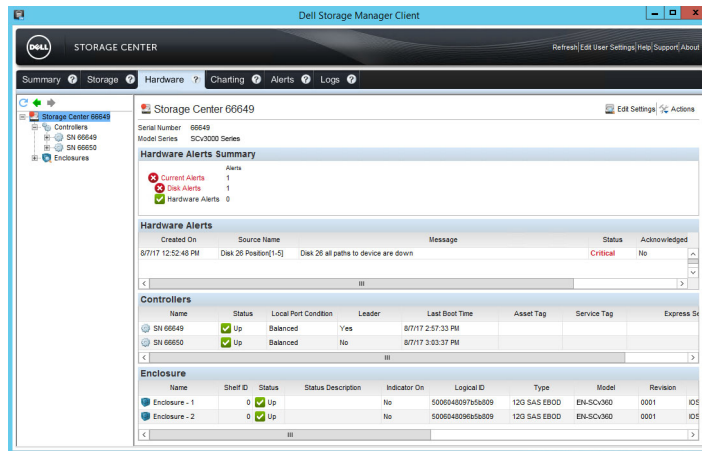 Dell Storage Manager Client
DELL STORAGE CENTER
Refresh|Edit User Settings|Help|Support|About
Summary ? Storage ? Hardware ? Charting ? Alerts ? Logs ?
Storage Center 66649
Controllers
SN 66649
SN 66650
Enclosures
Storage Center 66649
Edit Settings Actions
Serial Number 66649
Model Series SCv3000 Series
Hardware Alerts Summary
Alerts
Current Alerts 1
Disk Alerts 1
Hardware Alerts 0
Hardware Alerts
Created On Source Name Message Status Acknowledged
8/7/17 12:52:48 PM Disk 26 Position[1-5] Disk 26 all paths to device are down Critical No
Controllers
Name Status Local Port Condition Leader Last Boot Time Asset Tag Service Tag Express Se
SN 66649 Up Balanced Yes 8/7/17 2:57:33 PM
SN 66650 Up Balanced No 8/7/17 3:03:37 PM
Enclosure
Name Shelf ID Status Status Description Indicator On Logical ID Type Model Revision
Enclosure - 1 0 Up No 5006048097b5b809 12G SAS EBOD EN-SCv360 0001 IOS
Enclosure - 2 0 Up No 5006048096b5b809 12G SAS EBOD EN-SCv360 0001 IOS